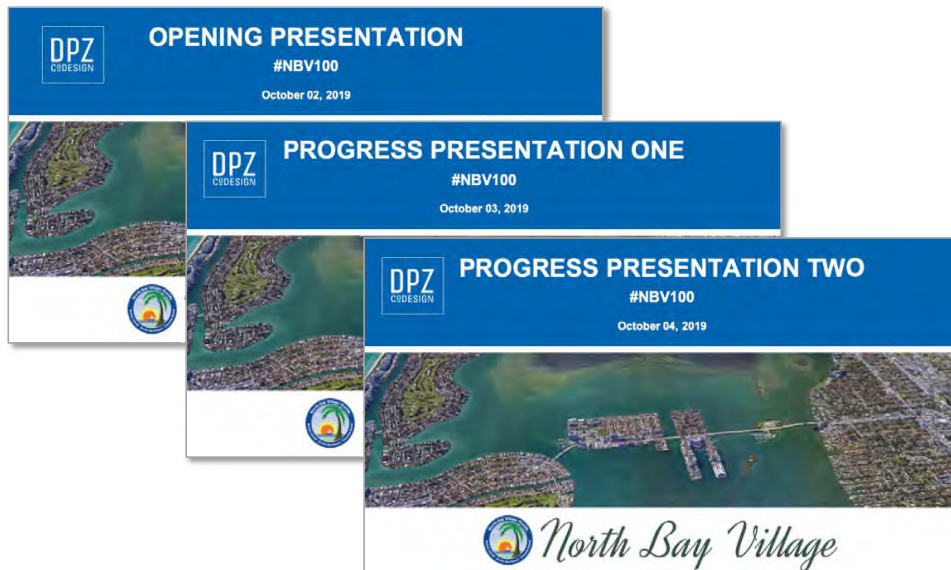 DPZ
CODESIGN
OPENING PRESENTATION
#NBV100
October 02, 2019
DPZ
CODESIGN
PROGRESS PRESENTATION ONE
#NBV100
October 03, 2019
DPZ
CODESIGN
PROGRESS PRESENTATION TWO
#NBV100
October 04, 2019
North Bay Village